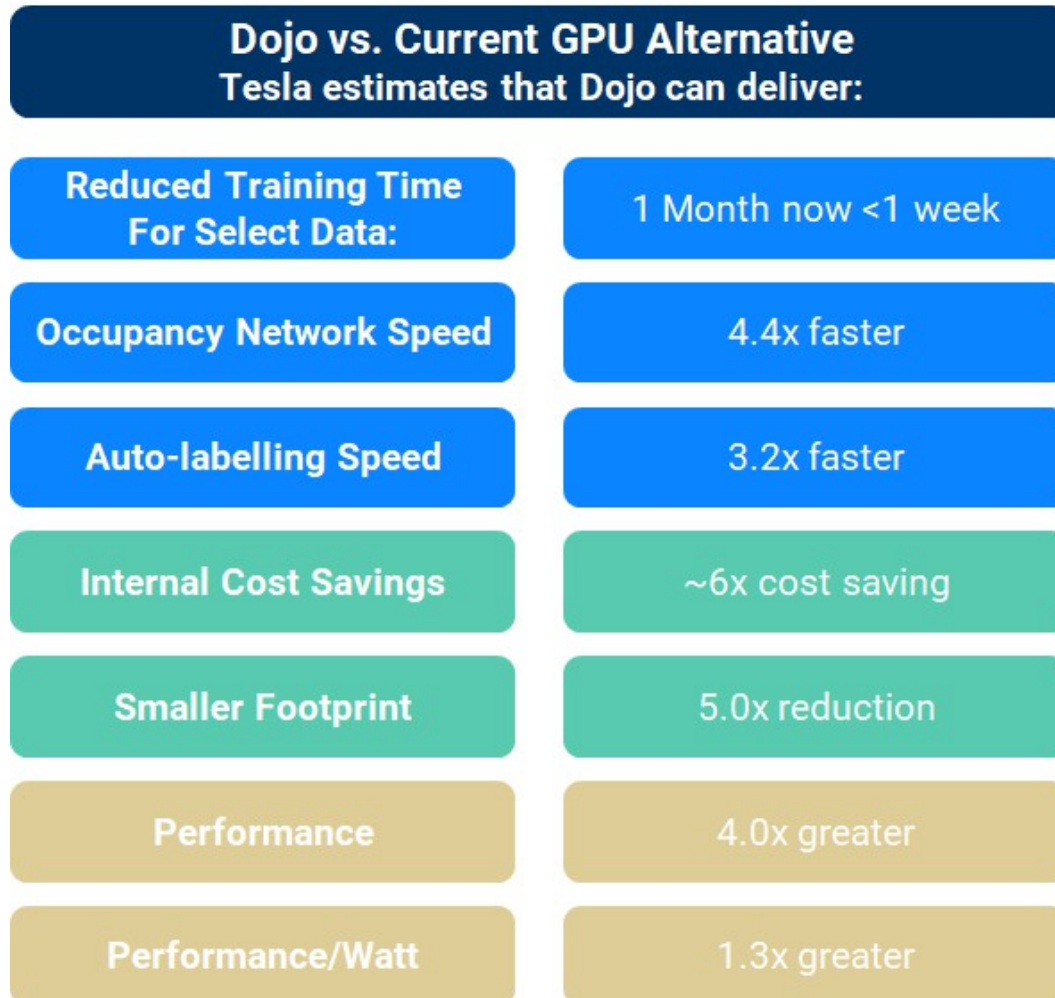 Dojo vs. Current GPU Alternative
Tesla estimates that Dojo can deliver:
Reduced Training Time
For Select Data:
1 Month now <1 week
Occupancy Network Speed
4.4x faster
Auto-labelling Speed
3.2x faster
Internal Cost Savings
~6x cost saving
Smaller Footprint
5.0x reduction
Performance
4.0x greater
Performance/Watt
1.3x greater